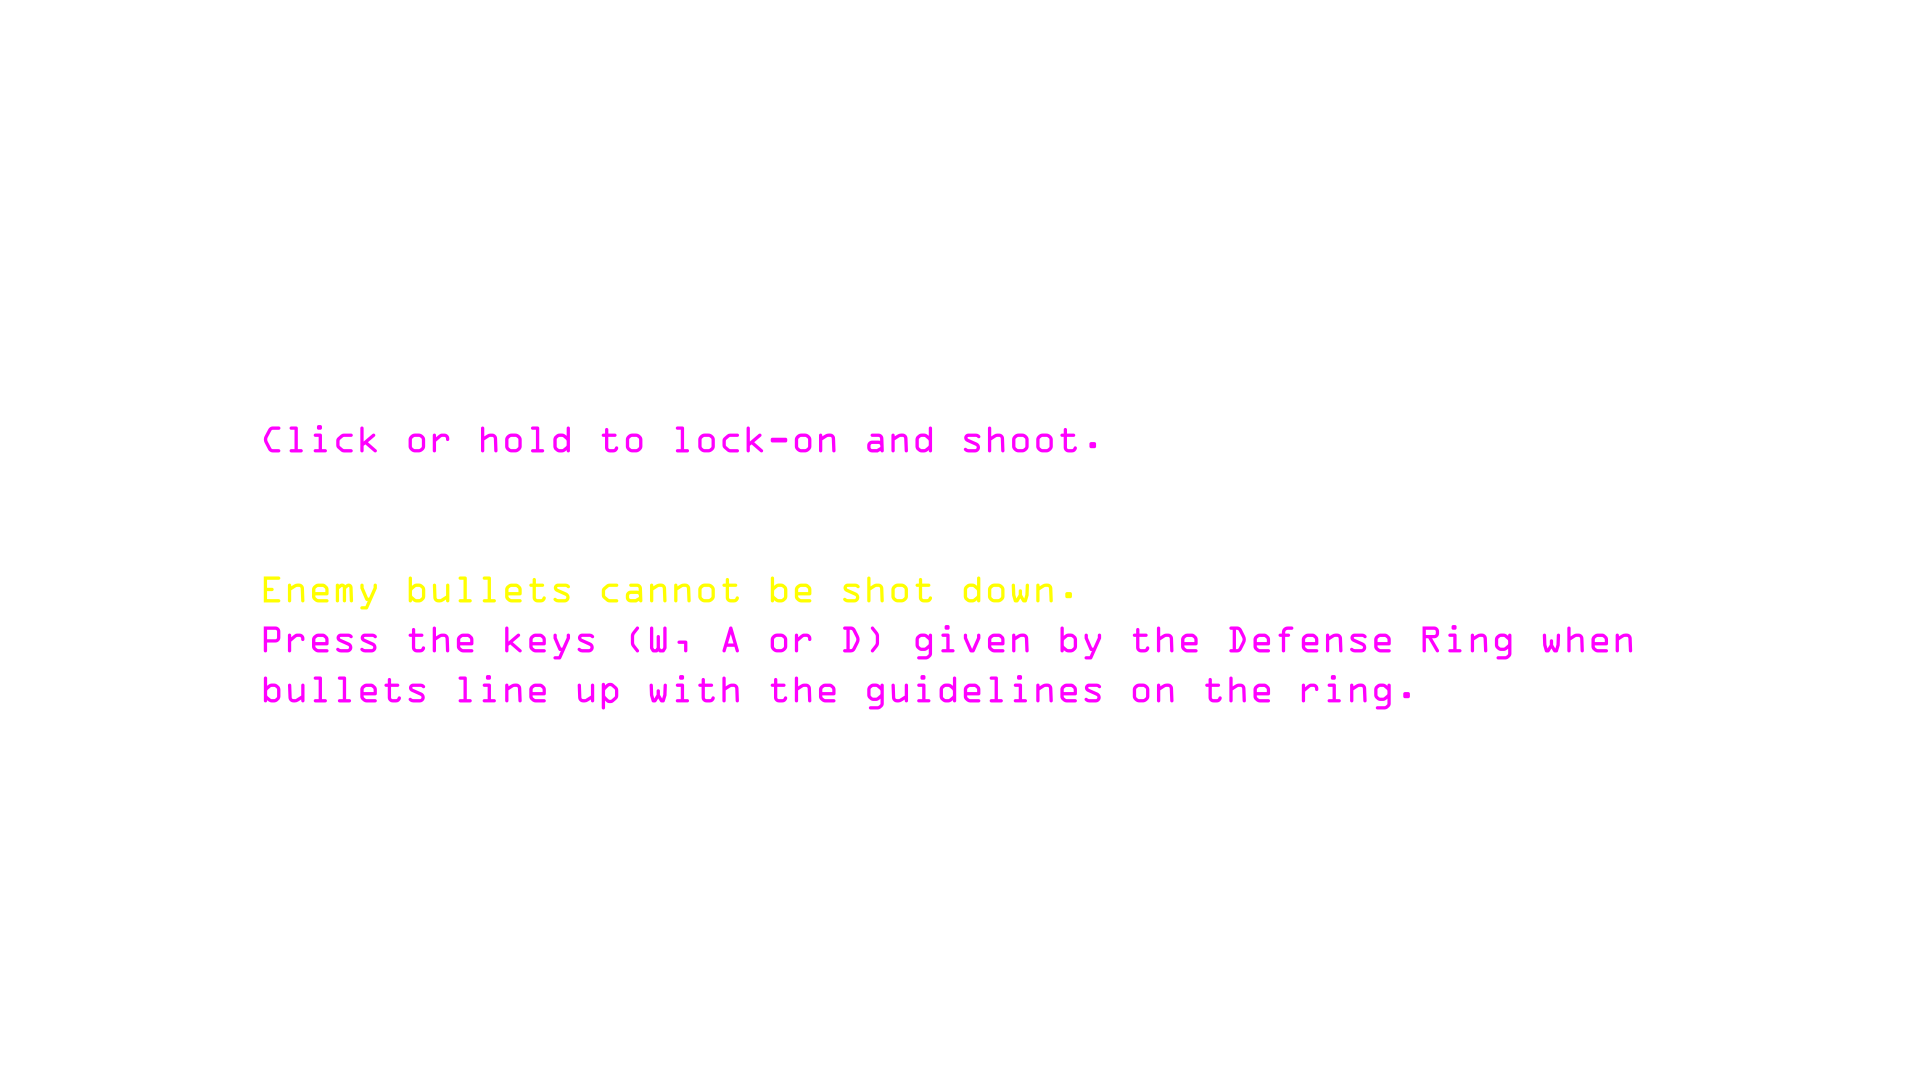 Click or hold to lock-on and shoot.
Enemy bullets cannot be shot down.
Press the keys (W, A or D) given by the Defense Ring when
bullets line up with the guidelines on the ring.